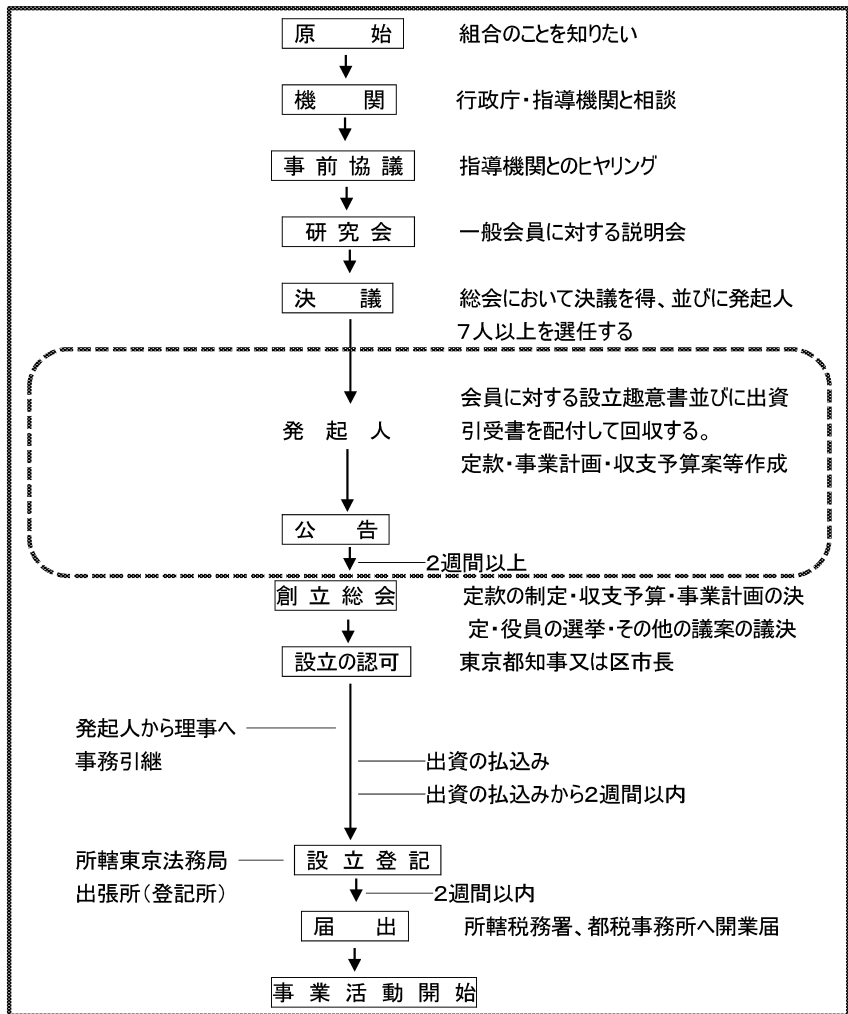 原始 組合のことを知りたい
機関 行政庁・指導機関と相談
事前協議 指導機関とのヒヤリング
研究会 一般会員に対する説明会
決議 総会において決議を得、並びに発起人
7人以上を選任する
会員に対する設立趣意書並びに出資
発起人 引受書を配付して回収する。
定款・事業計画・収支予算案等作成
公告
2週間以上
創立総会 定款の制定・収支予算・事業計画の決
定・役員の選挙・その他の議案の議決
設立の認可 東京都知事又は区市長
発起人から理事へ
事務引継 出資の払込み
出資の払込みから2週間以内
所轄東京法務局 設立登記
出張所(登記所) 2週間以内
届出 所轄税務署、都税事務所へ開業届
事業活動開始